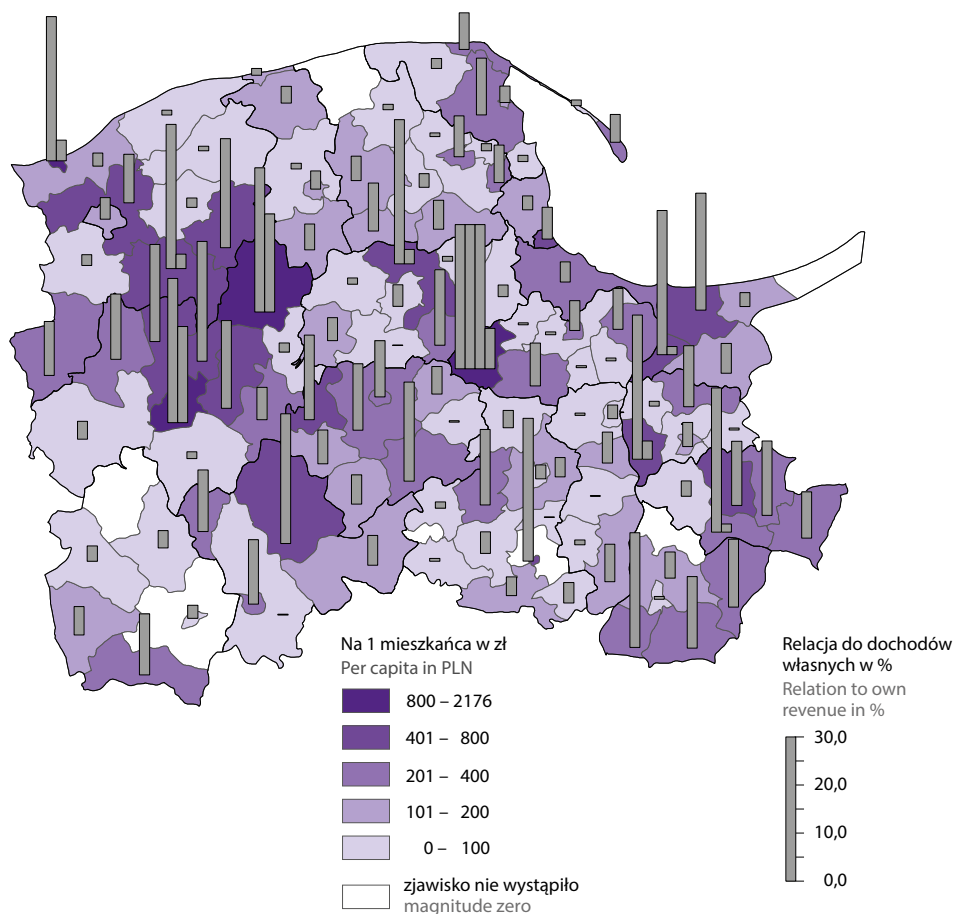 Na 1 mieszkańca w zł
Per capita in PLN
800 – 2176
401 – 800
201 – 400
101 – 200
0 – 100
zjawisko nie wystąpiło
magnitude zero
Relacja do dochodów
własnych w %
Relation to own
revenue in %
30,0
20,0
10,0
0,0